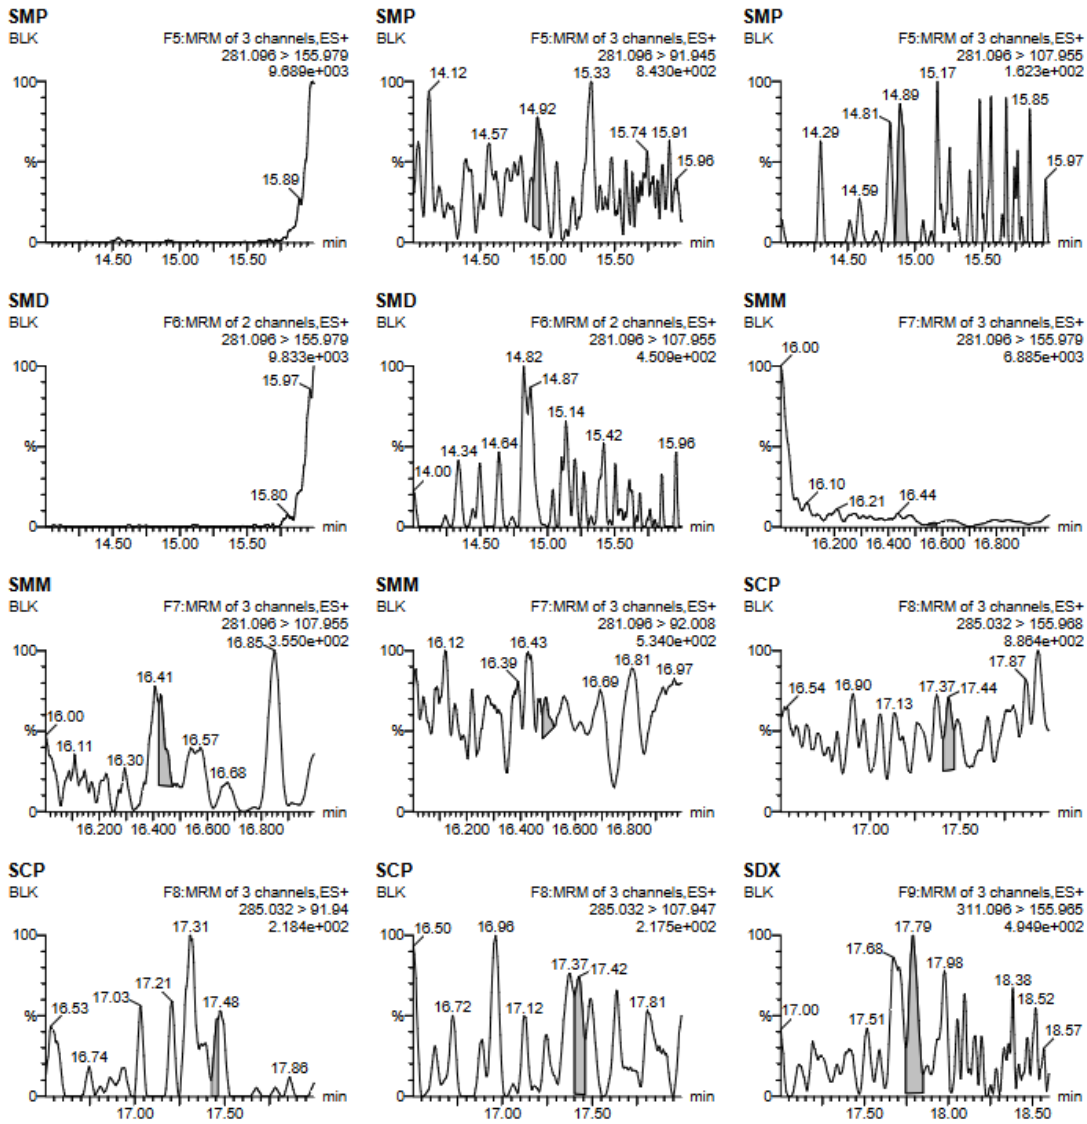 SMP
BLK
F5:MRM of 3 channels,ES+
281.096 > 155.979
9.689e+003
100
%
0
15.89
14.50 15.00 15.50
min
SMP
BLK
F5:MRM of 3 channels,ES+
281.096 > 91.945
8.430e+002
100
%
0
14.12
14.57
14.92
15.33
15.74
15.91
15.96
14.50 15.00 15.50
min
SMP
BLK
F5:MRM of 3 channels,ES+
281.096 > 107.955
1.623e+002
100
%
0
14.29
14.59
14.81
14.89
15.17
15.85
15.97
14.50 15.00 15.50
min
SMD
BLK
F6:MRM of 2 channels,ES+
281.096 > 155.979
9.833e+003
100
%
0
15.80
15.97
14.50 15.00 15.50
min
SMD
BLK
F6:MRM of 2 channels,ES+
281.096 > 107.955
4.509e+002
100
%
0
14.00
14.34
14.64
14.82
14.87
15.14
15.42
15.96
14.50 15.00 15.50
min
SMM
BLK
F7:MRM of 3 channels,ES+
281.096 > 155.979
6.885e+003
100
%
0
16.00
16.10
16.21
16.44
16.200 16.400 16.600 16.800
min
SMM
BLK
F7:MRM of 3 channels,ES+
281.096 > 107.955
3.550e+002
100
%
0
16.00
16.11
16.30
16.41
16.57
16.68
16.85
16.200 16.400 16.600 16.800
min
SMM
BLK
F7:MRM of 3 channels,ES+
281.096 > 92.008
5.340e+002
100
%
0
16.12
16.39
16.43
16.69
16.81
16.97
16.200 16.400 16.600 16.800
min
SCP
BLK
F8:MRM of 3 channels,ES+
285.032 > 155.968
8.864e+002
100
%
0
16.54
16.90
17.13
17.37
17.44
17.87
17.00 17.50
min
SCP
BLK
F8:MRM of 3 channels,ES+
285.032 > 91.94
2.184e+002
100
%
0
16.53
16.74
17.03
17.21
17.31
17.48
17.86
17.00 17.50
min
SCP
BLK
F8:MRM of 3 channels,ES+
285.032 > 107.947
2.175e+002
100
%
0
16.50
16.72
16.96
17.12
17.37
17.42
17.81
17.00 17.50
min
SDX
BLK
F9:MRM of 3 channels,ES+
311.096 > 155.965
4.949e+002
100
%
0
17.00
17.51
17.68
17.79
17.98
18.38
18.52
18.57
17.50 18.00 18.50
min